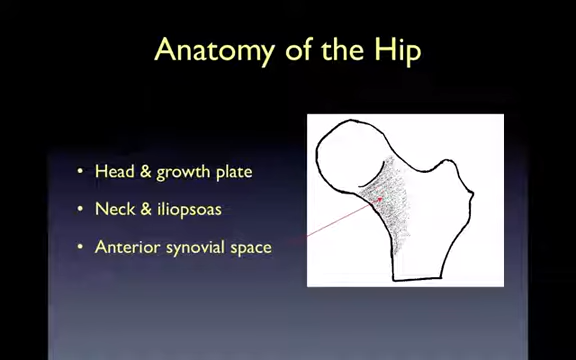 Anatomy of the Hip
• Head & growth plate
• Neck & iliopsoas
• Anterior synovial space